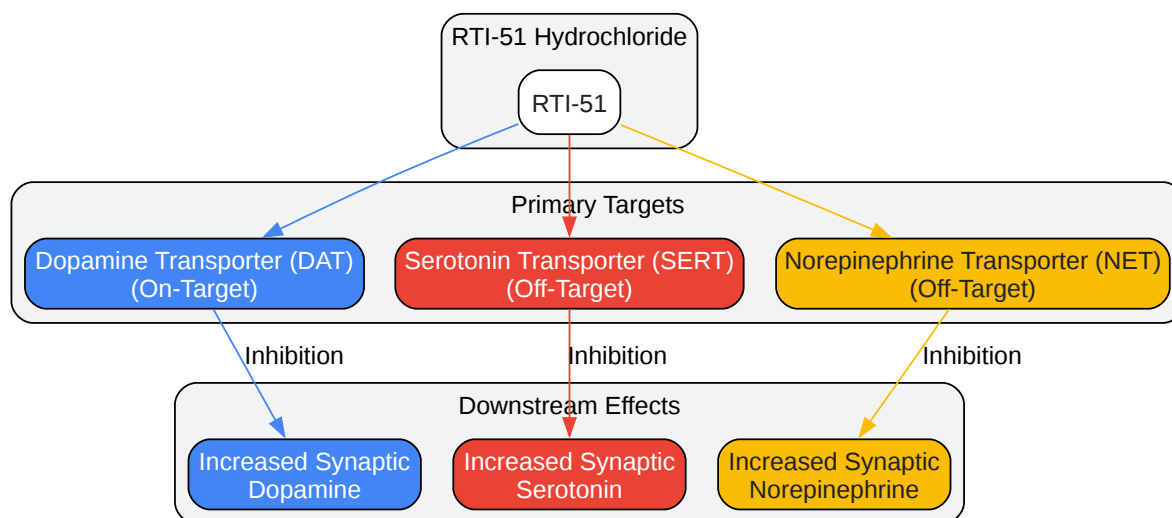 RTI-51 Hydrochloride
RTI-51
Primary Targets
Dopamine Transporter (DAT)
(On-Target)
Serotonin Transporter (SERT)
(Off-Target)
Norepinephrine Transporter (NET)
(Off-Target)
Inhibition
Inhibition
Inhibition
Downstream Effects
Increased Synaptic
Dopamine
Increased Synaptic
Serotonin
Increased Synaptic
Norepinephrine